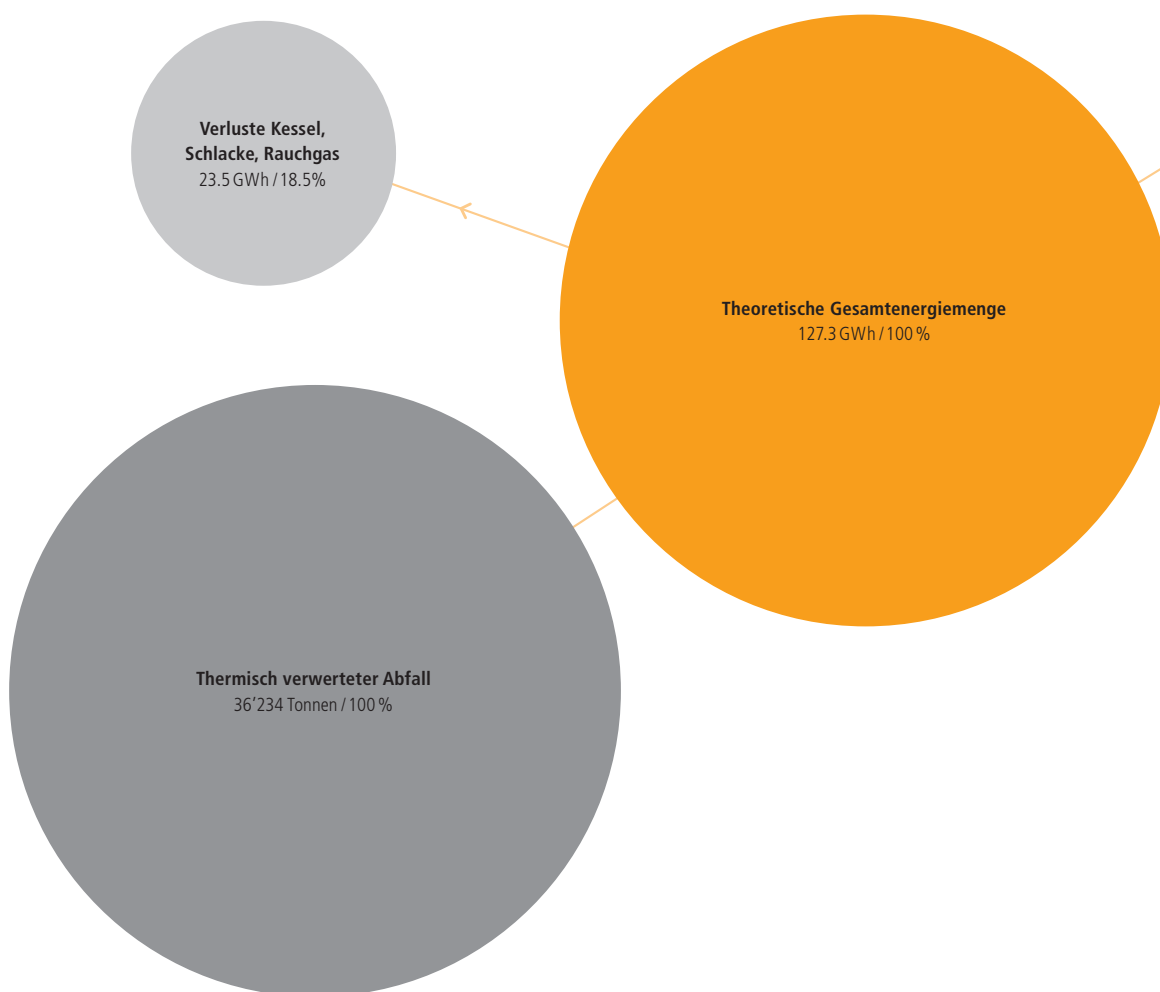 Verluste Kessel,
Schlacke, Rauchgas
23.5 GWh / 18.5%
Theoretische Gesamtenergiemenge
127.3 GWh / 100 %
Thermisch verwerteter Abfall
36’234 Tonnen / 100 %